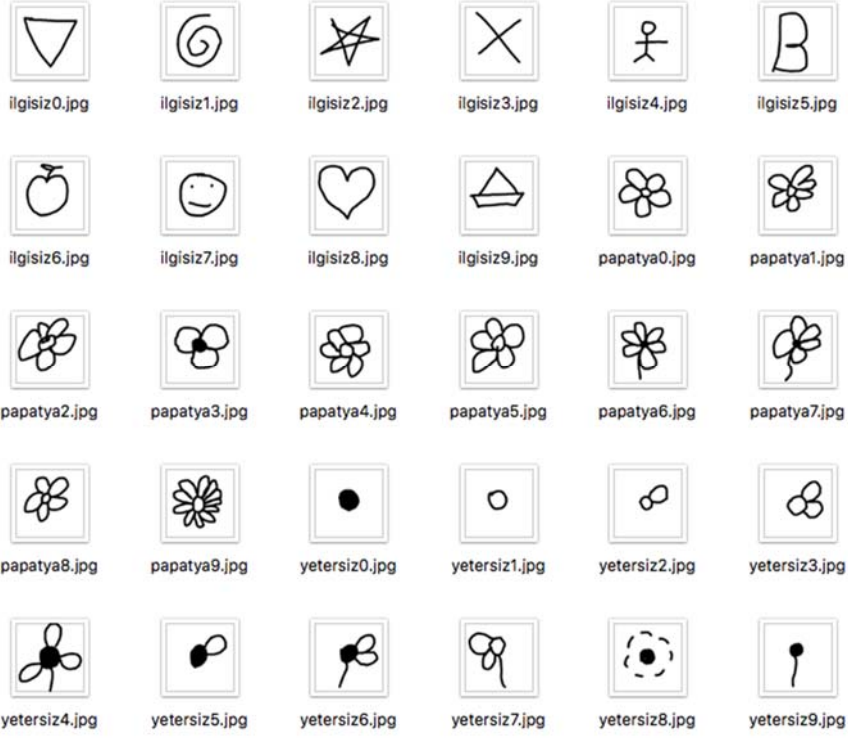 ilgisiz0.jpg ilgisiz1.jpg ilgisiz2.jpg ilgisiz3.jpg ilgisiz4.jpg ilgisiz5.jpg
ilgisiz6.jpg ilgisiz7.jpg ilgisiz8.jpg ilgisiz9.jpg papatya0.jpg papatya1.jpg
papatya2.jpg papatya3.jpg papatya4.jpg papatya5.jpg papatya6.jpg papatya7.jpg
papatya8.jpg papatya9.jpg yetersiz0.jpg yetersiz1.jpg yetersiz2.jpg yetersiz3.jpg
yetersiz4.jpg yetersiz5.jpg yetersiz6.jpg yetersiz7.jpg yetersiz8.jpg yetersiz9.jpg